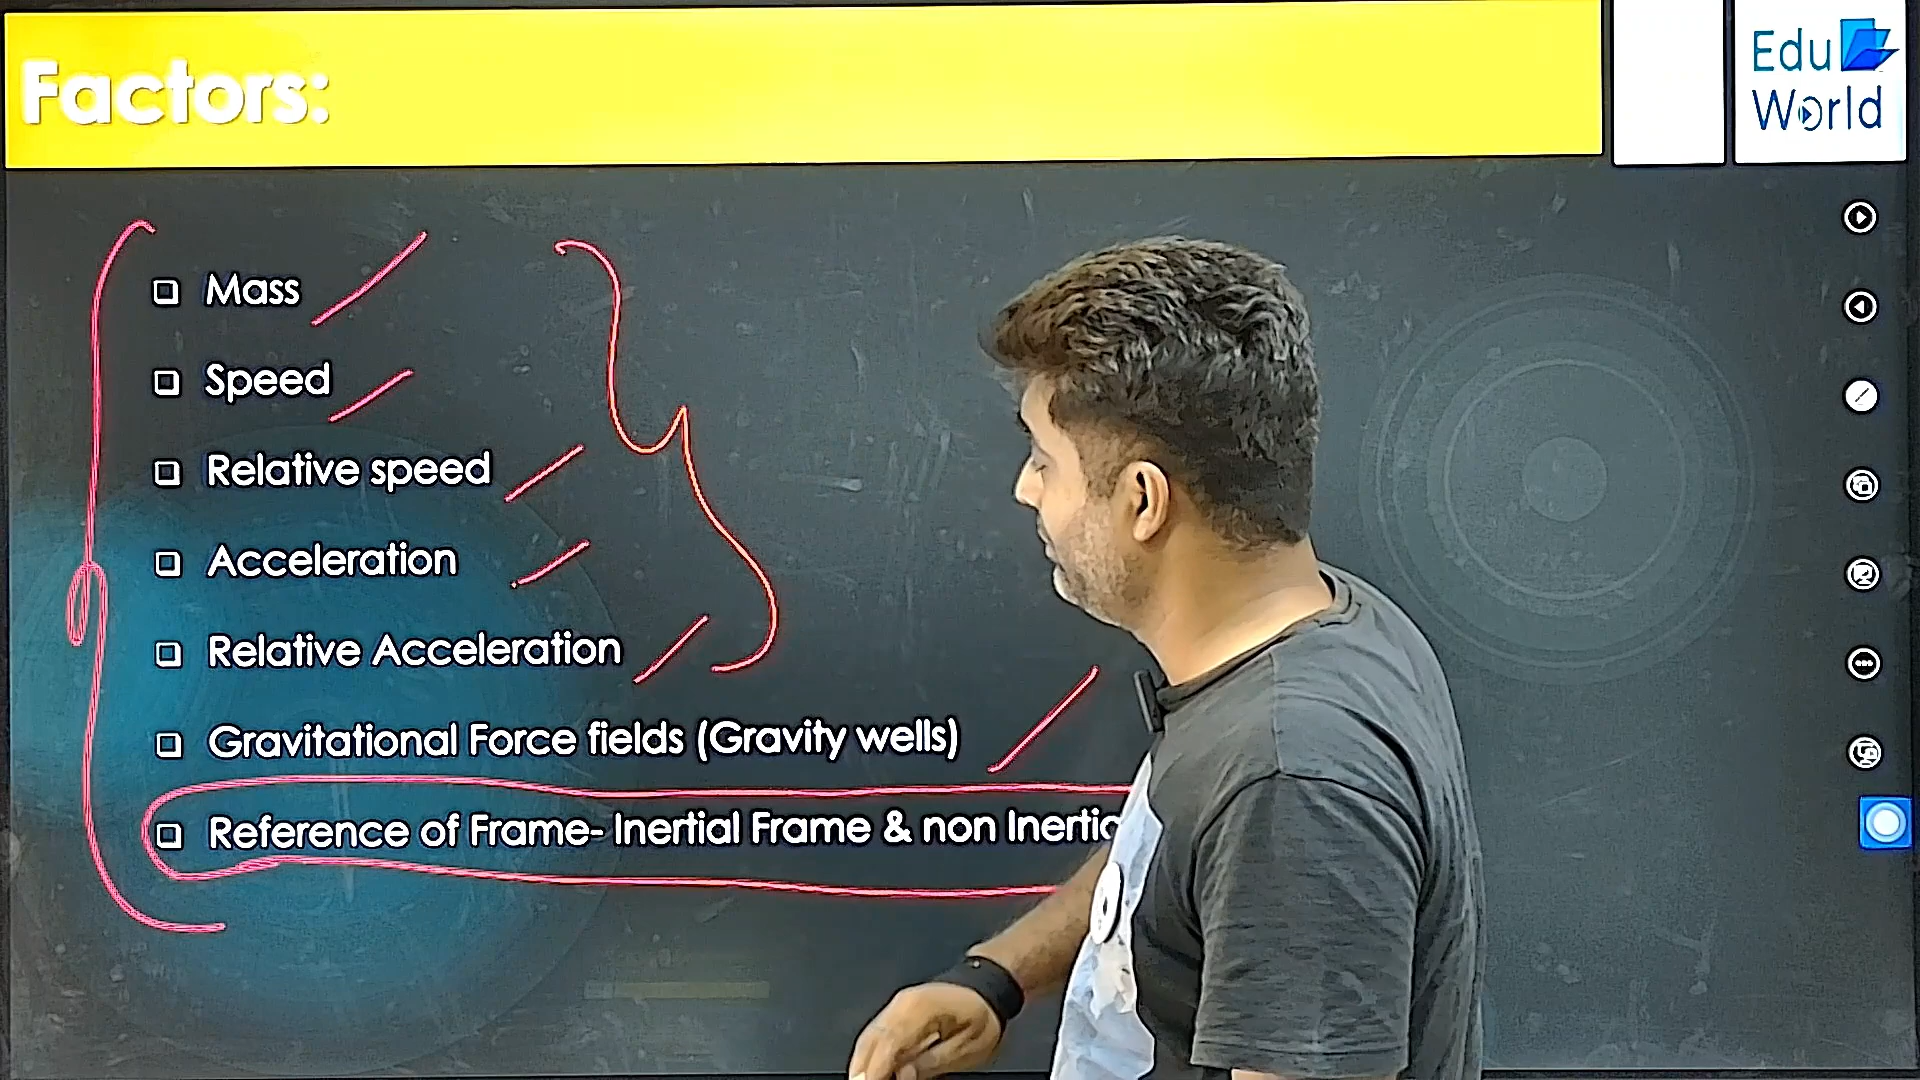 Factors:
Edu
World
Mass
Speed
Relative speed
Acceleration
Relative Acceleration
Gravitational Force fields (Gravity wells)
Reference of Frame- Inertial Frame & non